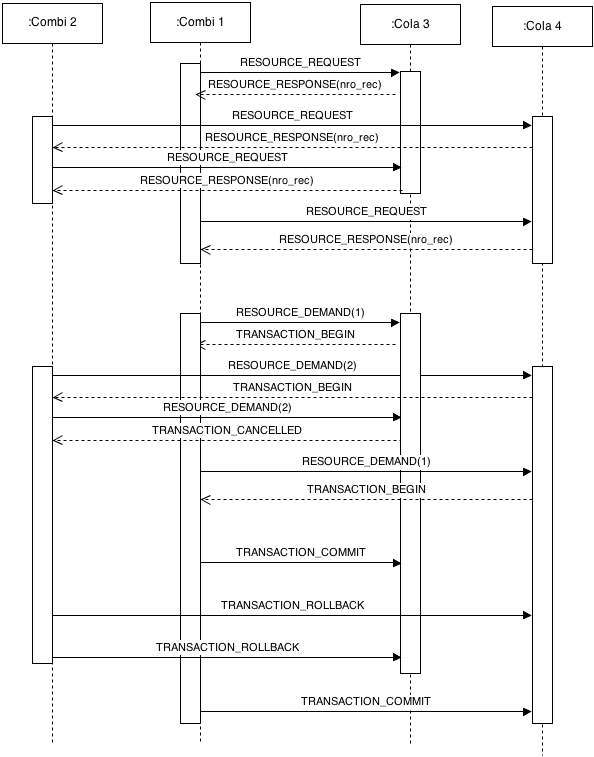 :Combi 2
:Combi 1
:Cola 3
:Cola 4
RESOURCE_REQUEST
RESOURCE_RESPONSE(nro_rec)
RESOURCE_REQUEST
RESOURCE_RESPONSE(nro_rec)
RESOURCE_REQUEST
RESOURCE_RESPONSE(nro_rec)
RESOURCE_REQUEST
RESOURCE_RESPONSE(nro_rec)
RESOURCE_DEMAND(1)
TRANSACTION_BEGIN
RESOURCE_DEMAND(2)
TRANSACTION_BEGIN
RESOURCE_DEMAND(2)
TRANSACTION_CANCELLED
RESOURCE_DEMAND(1)
TRANSACTION_BEGIN
TRANSACTION_COMMIT
TRANSACTION_ROLLBACK
TRANSACTION_ROLLBACK
TRANSACTION_COMMIT